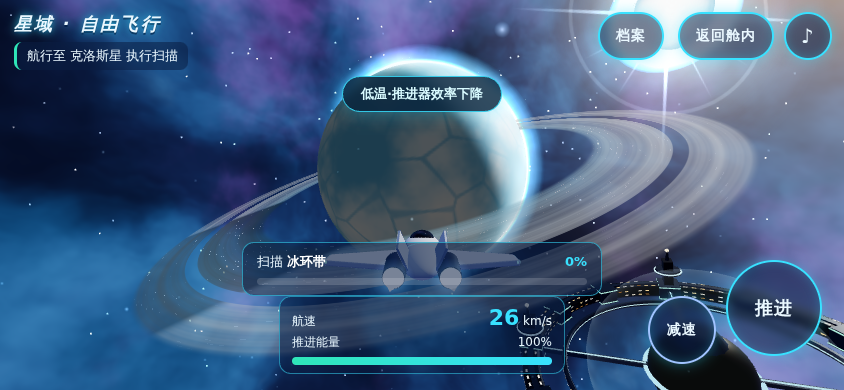 星域 · 自由飞行
航行至 克洛斯星 执行扫描
档案
返回舱内
♪
低温·推进器效率下降
扫描 冰环带 0%
航速 26 km/s
推进能量 100%
减速
推进